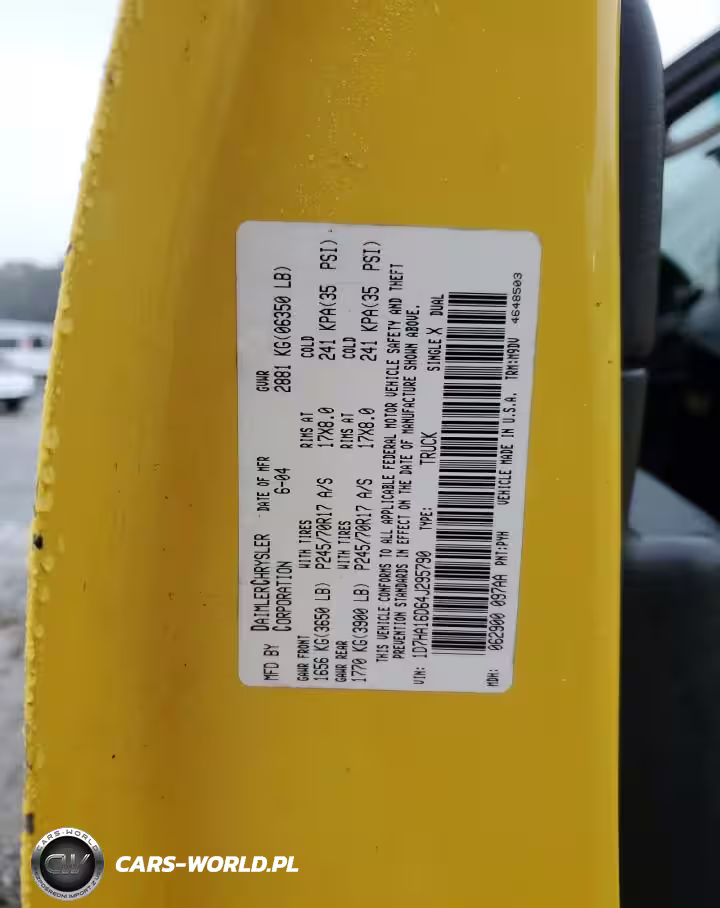 MFD BY DAIMLERCHRYSLER CORPORATION DATE OF MFR 6-04 GVWR 2881 KG(06350 LB)
GAWR FRONT WITH TIRES RIMS AT COLD
1656 KG(3650 LB) P245/70R17 A/S 17X8.0 241 KPA(35 PSI)
GAWR REAR WITH TIRES RIMS AT COLD
1770 KG(3900 LB) P245/70R17 A/S 17X8.0 241 KPA(35 PSI)
THIS VEHICLE CONFORMS TO ALL APPLICABLE FEDERAL MOTOR VEHICLE SAFETY AND THEFT
PREVENTION STANDARDS IN EFFECT ON THE DATE OF MANUFACTURE SHOWN ABOVE.
VIN: 1D7HA16D64J295790 TYPE: TRUCK SINGLE X DUAL
MDH: 062900 097AA PNT:PYH VEHICLE MADE IN U.S.A. TRM:M9DV 4648503
CARS-WORLD
CW
CARS-WORLD.PL